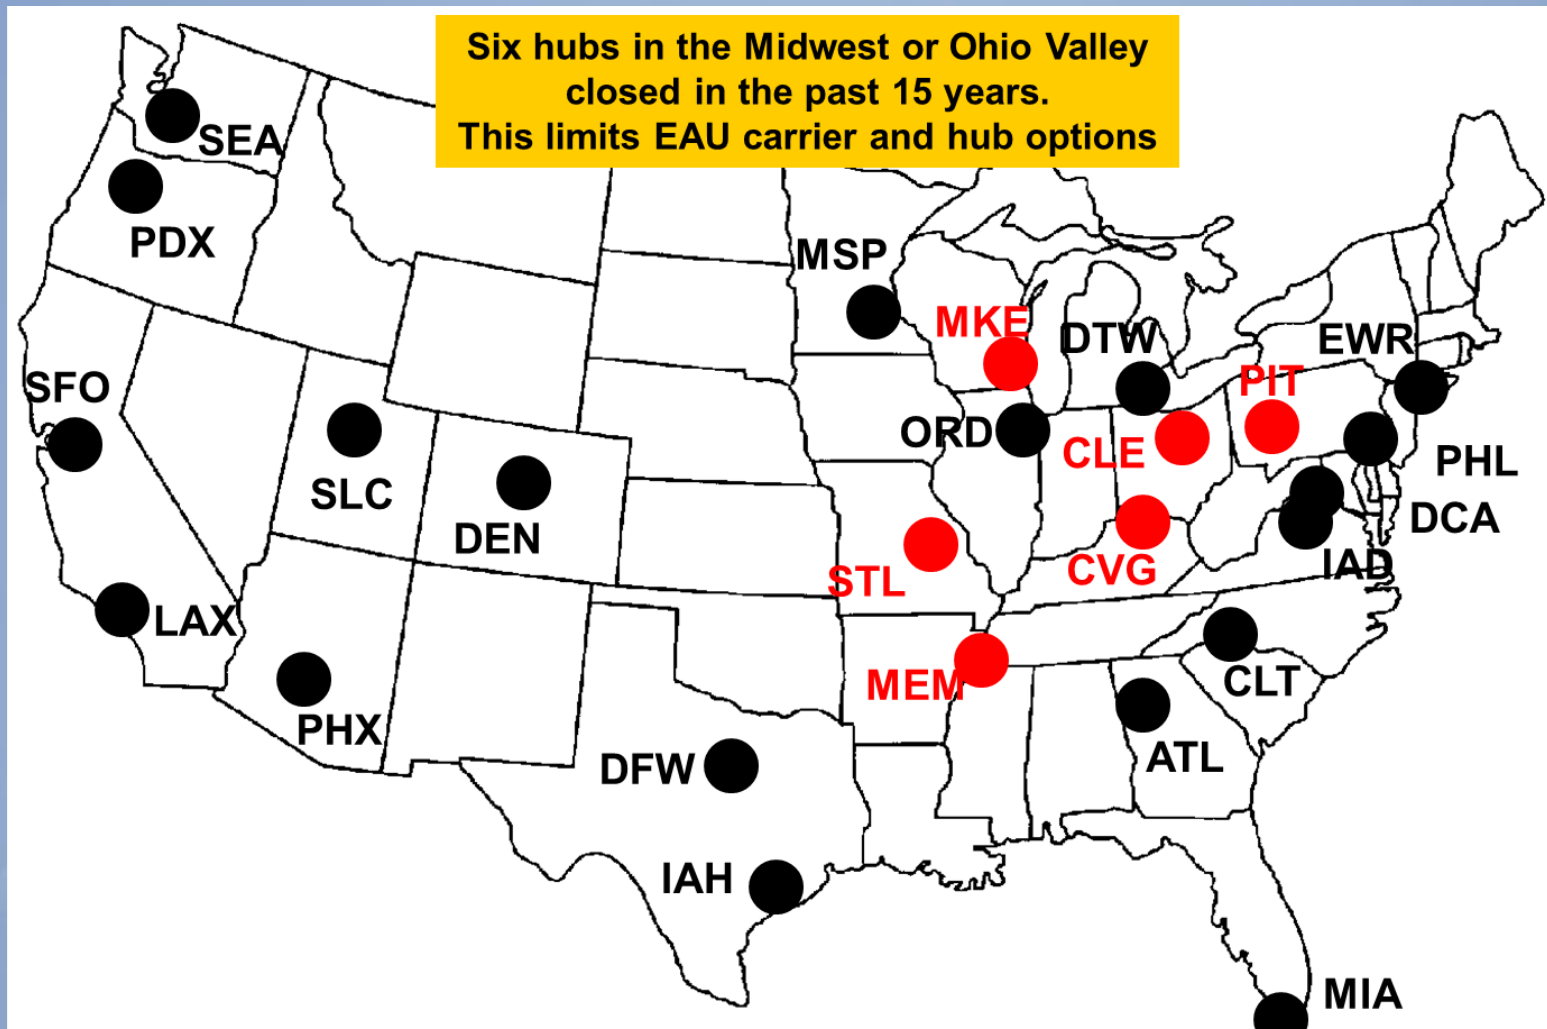 Six hubs in the Midwest or Ohio Valley
closed in the past 15 years.
This limits EAU carrier and hub options
SEA
PDX
MSP
MKE
DTW
EWR
SFO
PIT
ORD
CLE
PHL
SLC
DEN
DCA
STL
CVG
IAD
LAX
MEM
CLT
PHX
ATL
DFW
IAH
MIA